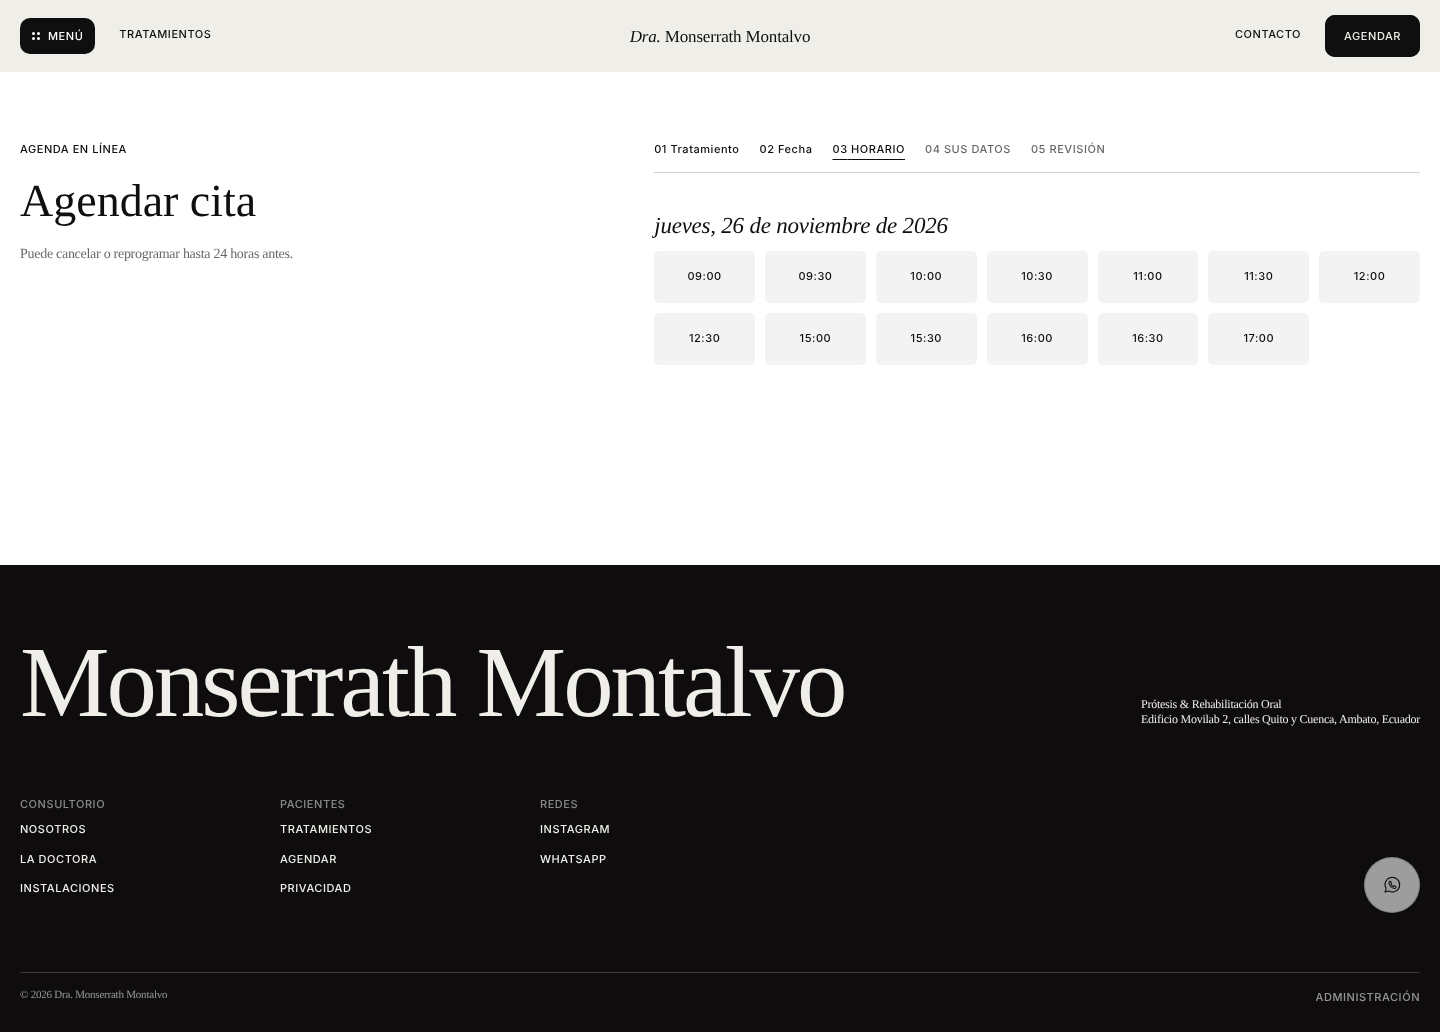 MENÚ
TRATAMIENTOS
Dra. Monserrath Montalvo
CONTACTO
AGENDAR
AGENDA EN LÍNEA
Agendar cita
Puede cancelar o reprogramar hasta 24 horas antes.
01 Tratamiento 02 Fecha 03 HORARIO 04 SUS DATOS 05 REVISIÓN
jueves, 26 de noviembre de 2026
09:00 09:30 10:00 10:30 11:00 11:30 12:00
12:30 15:00 15:30 16:00 16:30 17:00
Monserrath Montalvo
Prótesis & Rehabilitación Oral
Edificio Movilab 2, calles Quito y Cuenca, Ambato, Ecuador
CONSULTORIO
NOSOTROS
LA DOCTORA
INSTALACIONES
PACIENTES
TRATAMIENTOS
AGENDAR
PRIVACIDAD
REDES
INSTAGRAM
WHATSAPP
© 2026 Dra. Monserrath Montalvo
ADMINISTRACIÓN